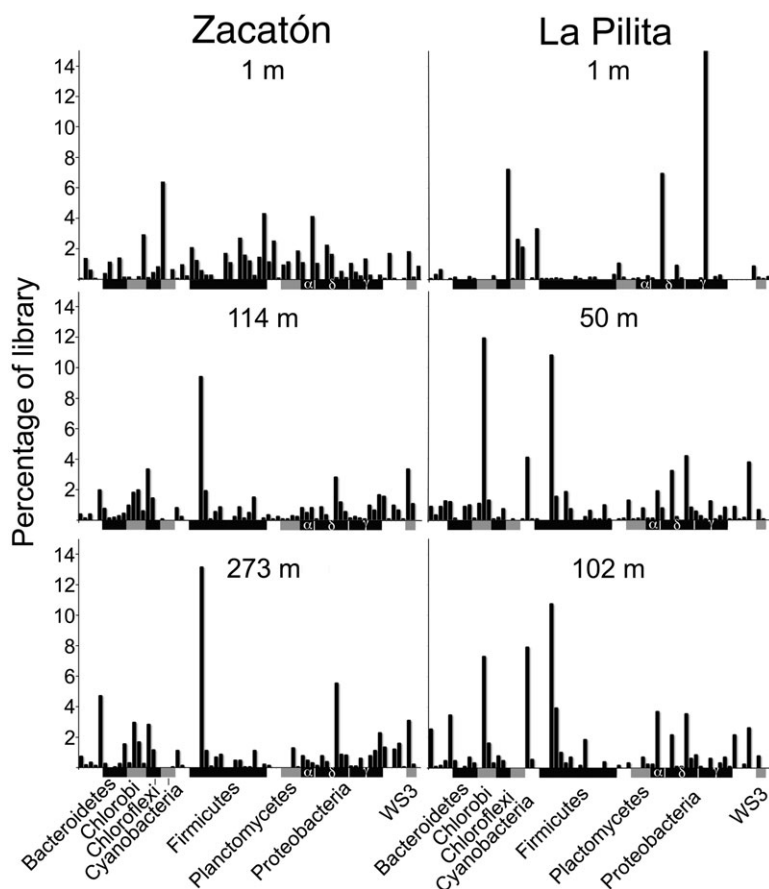 Zacatón
La Pilita
1 m
1 m
14
12
10
8
6
4
2
α
δ
γ
α
δ
γ
114 m
50 m
14
12
10
8
6
4
2
α
δ
γ
α
δ
γ
273 m
102 m
14
12
10
8
6
4
2
α
δ
γ
α
δ
γ
Percentage of library
Bacteroidetes
Chlorobi
Chloroflexi
Cyanobacteria
Firmicutes
Planctomycetes
Proteobacteria
WS3
Bacteroidetes
Chlorobi
Chloroflexi
Cyanobacteria
Firmicutes
Plactomycetes
Proteobacteria
WS3